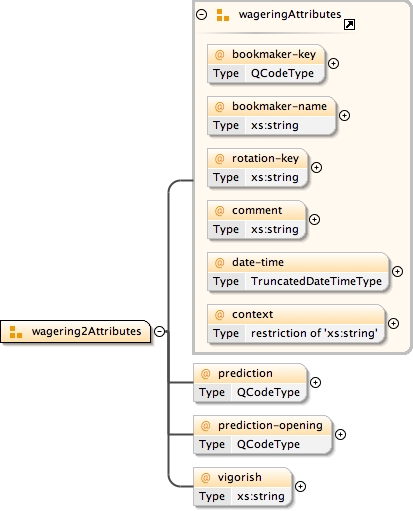 wageringAttributes
@ bookmaker-key
Type QCodeType
@ bookmaker-name
Type xs:string
@ rotation-key
Type xs:string
@ comment
Type xs:string
@ date-time
Type TruncatedDateTimeType
@ context
Type restriction of 'xs:string'
wagering2Attributes
@ prediction
Type QCodeType
@ prediction-opening
Type QCodeType
@ vigorish
Type xs:string